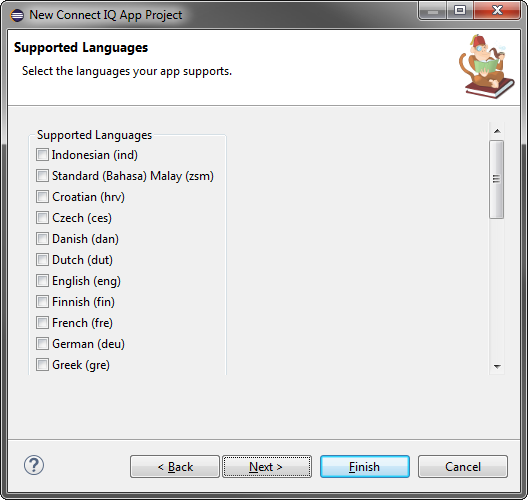 New Connect IQ App Project
Supported Languages
Select the languages your app supports.
Supported Languages
Indonesian (ind)
Standard (Bahasa) Malay (zsm)
Croatian (hrv)
Czech (ces)
Danish (dan)
Dutch (dut)
English (eng)
Finnish (fin)
French (fre)
German (deu)
Greek (gre)
?
< Back
Next >
Finish
Cancel